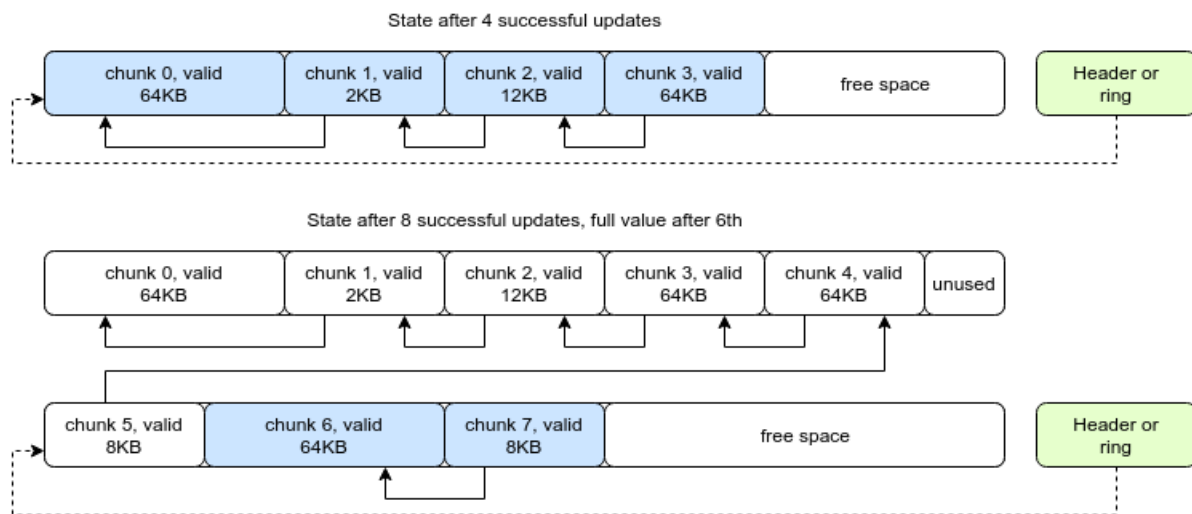 State after 4 successful updates
chunk 0, valid
64KB
chunk 1, valid
2KB
chunk 2, valid
12KB
chunk 3, valid
64KB
free space
Header or
ring
State after 8 successful updates, full value after 6th
chunk 0, valid
64KB
chunk 1, valid
2KB
chunk 2, valid
12KB
chunk 3, valid
64KB
chunk 4, valid
64KB
unused
chunk 5, valid
8KB
chunk 6, valid
64KB
chunk 7, valid
8KB
free space
Header or
ring